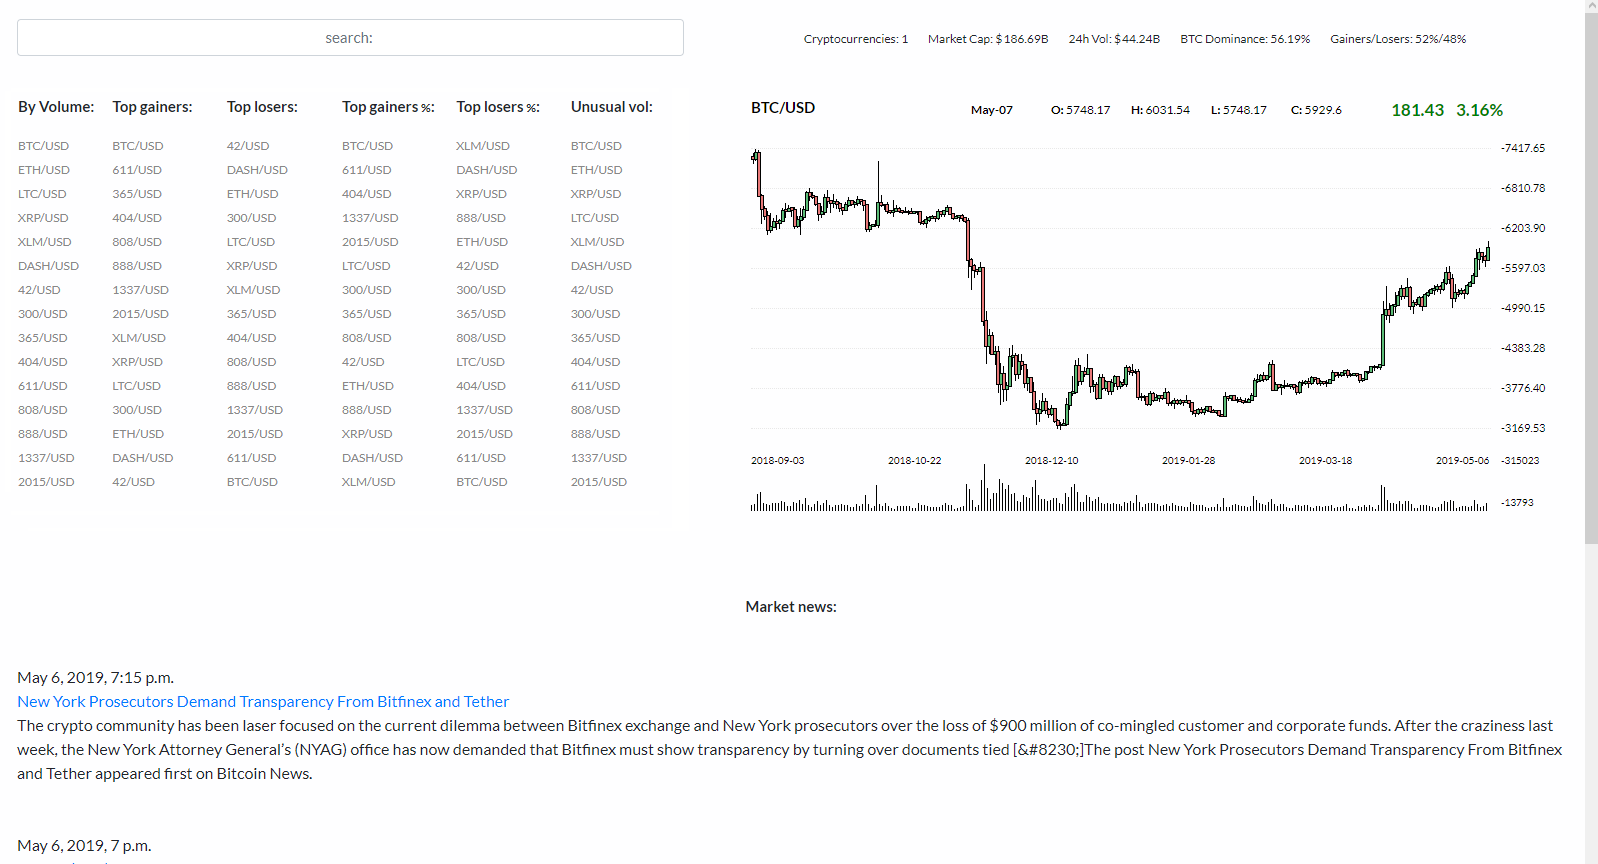 search:
Cryptocurrencies: 1 Market Cap: $186.69B 24h Vol: $44.24B BTC Dominance: 56.19% Gainers/Losers: 52%/48%
By Volume: Top gainers: Top losers: Top gainers %: Top losers %: Unusual vol:
BTC/USD BTC/USD 42/USD BTC/USD XLM/USD BTC/USD
ETH/USD 611/USD DASH/USD 611/USD DASH/USD ETH/USD
LTC/USD 365/USD ETH/USD 404/USD XRP/USD XRP/USD
XRP/USD 404/USD 300/USD 1337/USD 888/USD LTC/USD
XLM/USD 808/USD LTC/USD 2015/USD ETH/USD XLM/USD
DASH/USD 888/USD XRP/USD LTC/USD 42/USD DASH/USD
42/USD 1337/USD XLM/USD 300/USD 300/USD 42/USD
300/USD 2015/USD 365/USD 365/USD 365/USD 300/USD
365/USD XLM/USD 404/USD 808/USD 808/USD 365/USD
404/USD XRP/USD 808/USD 42/USD LTC/USD 404/USD
611/USD LTC/USD 888/USD ETH/USD 404/USD 611/USD
808/USD 300/USD 1337/USD 888/USD 1337/USD 808/USD
888/USD ETH/USD 2015/USD XRP/USD 2015/USD 888/USD
1337/USD DASH/USD 611/USD DASH/USD 611/USD 1337/USD
2015/USD 42/USD BTC/USD XLM/USD BTC/USD 2015/USD
BTC/USD May-07 O: 5748.17 H: 6031.54 L: 5748.17 C: 5929.6 181.43 3.16%
-7417.65
-6810.78
-6203.90
-5597.03
-4990.15
-4383.28
-3776.40
-3169.53
2018-09-03 2018-10-22 2018-12-10 2019-01-28 2019-03-18 2019-05-06 -315023
-13793
Market news:
May 6, 2019, 7:15 p.m.
New York Prosecutors Demand Transparency From Bitfinex and Tether
The crypto community has been laser focused on the current dilemma between Bitfinex exchange and New York prosecutors over the loss of $900 million of co-mingled customer and corporate funds. After the craziness last
week, the New York Attorney General’s (NYAG) office has now demanded that Bitfinex must show transparency by turning over documents tied [&#8230;]The post New York Prosecutors Demand Transparency From Bitfinex
and Tether appeared first on Bitcoin News.
May 6, 2019, 7 p.m.